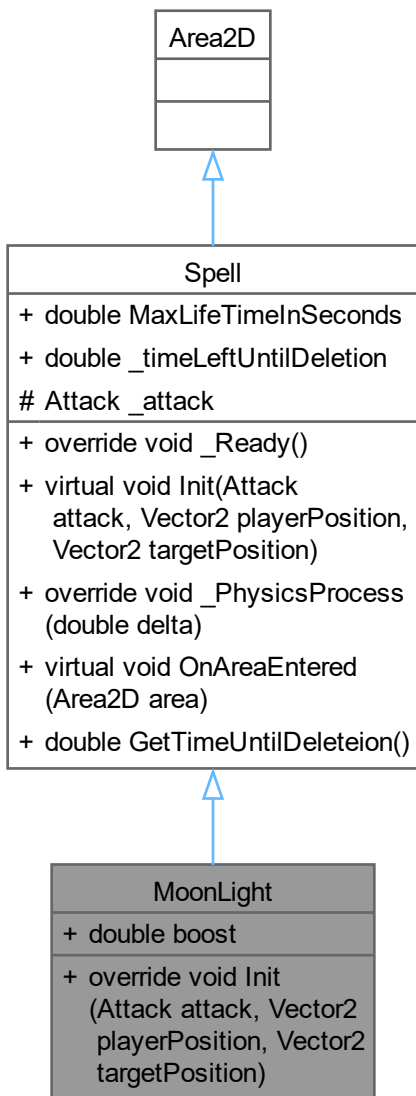 Area2D
Spell
+ double MaxLifeTimeInSeconds
+ double _timeLeftUntilDeletion
# Attack _attack
+ override void _Ready()
+ virtual void Init(Attack
attack, Vector2 playerPosition,
Vector2 targetPosition)
+ override void _PhysicsProcess
(double delta)
+ virtual void OnAreaEntered
(Area2D area)
+ double GetTimeUntilDeleteion()
MoonLight
+ double boost
+ override void Init
(Attack attack, Vector2
playerPosition, Vector2
targetPosition)